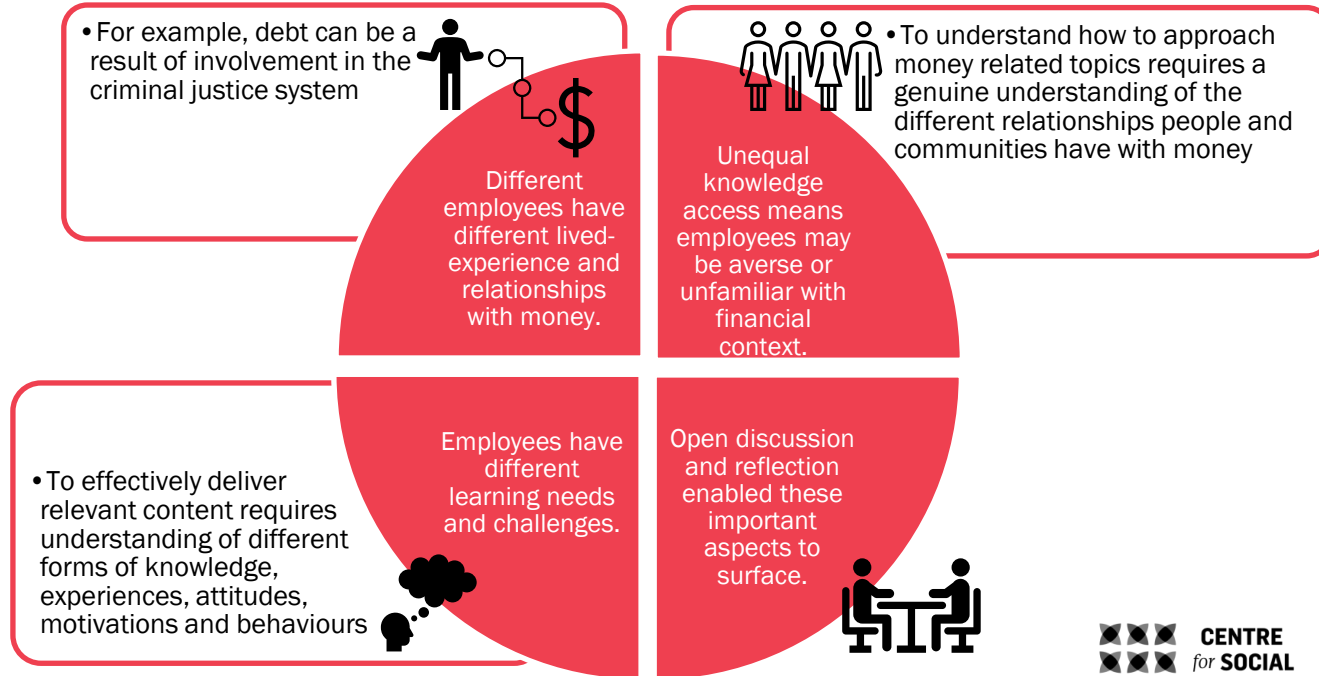 • For example, debt can be a
result of involvement in the
criminal justice system
$
Different
employees have
different lived-
experience and
relationships
with money.
• To understand how to approach
money related topics requires a
genuine understanding of the
different relationships people and
communities have with money
Unequal
knowledge
access means
employees may
be averse or
unfamiliar with
financial
context.
• To effectively deliver
relevant content requires
understanding of different
forms of knowledge,
experiences, attitudes,
motivations and behaviours
Employees have
different
learning needs
and challenges.
Open discussion
and reflection
enabled these
important
aspects to
surface.
CENTRE
for SOCIAL